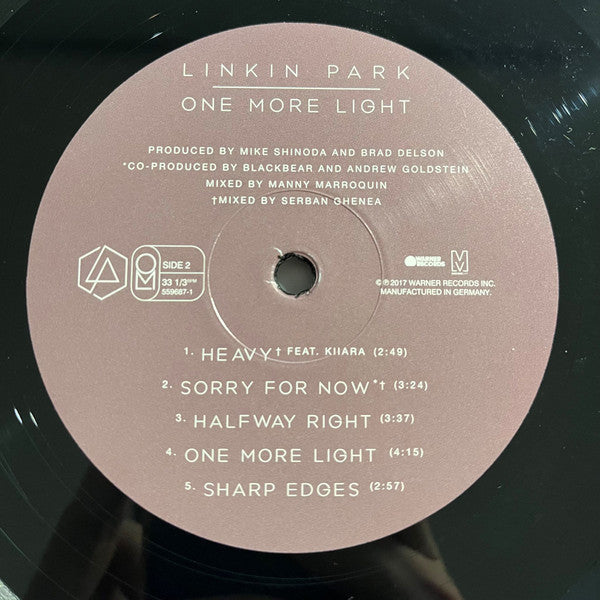 LINKIN PARK
ONE MORE LIGHT
PRODUCED BY MIKE SHINODA AND BRAD DELSON
*CO-PRODUCED BY BLACKBEAR AND ANDREW GOLDSTEIN
MIXED BY MANNY MARROQUIN
†MIXED BY SERBAN GHENEA
SIDE 2
33 1/3RPM
559687-1
WARNER RECORDS
©℗2017 WARNER RECORDS INC.
MANUFACTURED IN GERMANY.
1. HEAVY† FEAT. KIIARA (2:49)
2. SORRY FOR NOW*† (3:24)
3. HALFWAY RIGHT (3:37)
4. ONE MORE LIGHT (4:15)
5. SHARP EDGES (2:57)